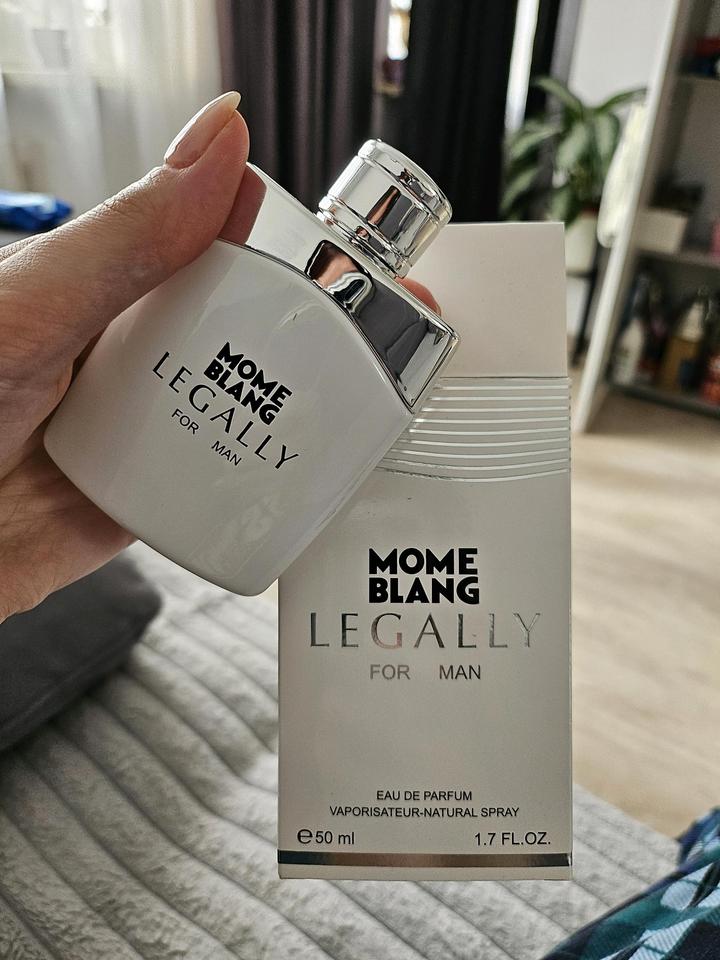 MOME
BLANG
LEGALLY
FOR MAN
MOME
BLANG
LEGALLY
FOR MAN
EAU DE PARFUM
VAPORISATEUR-NATURAL SPRAY
℮50 ml 1.7 FL.OZ.